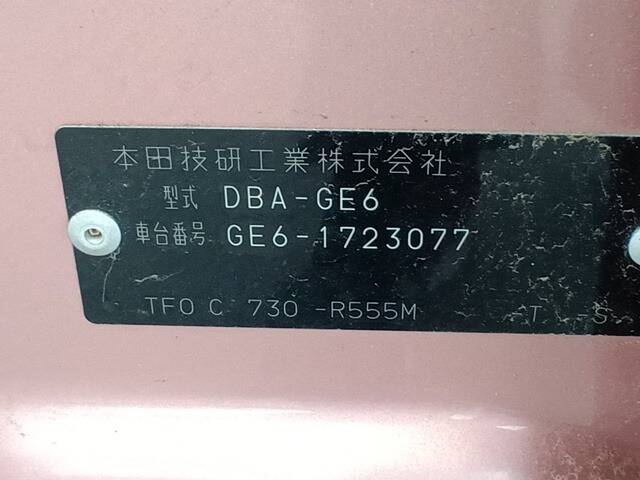 本田技研工業株式会社
型式 DBA-GE6
車台番号 GE6-1723077
TF0 C 730 -R555M -T -S